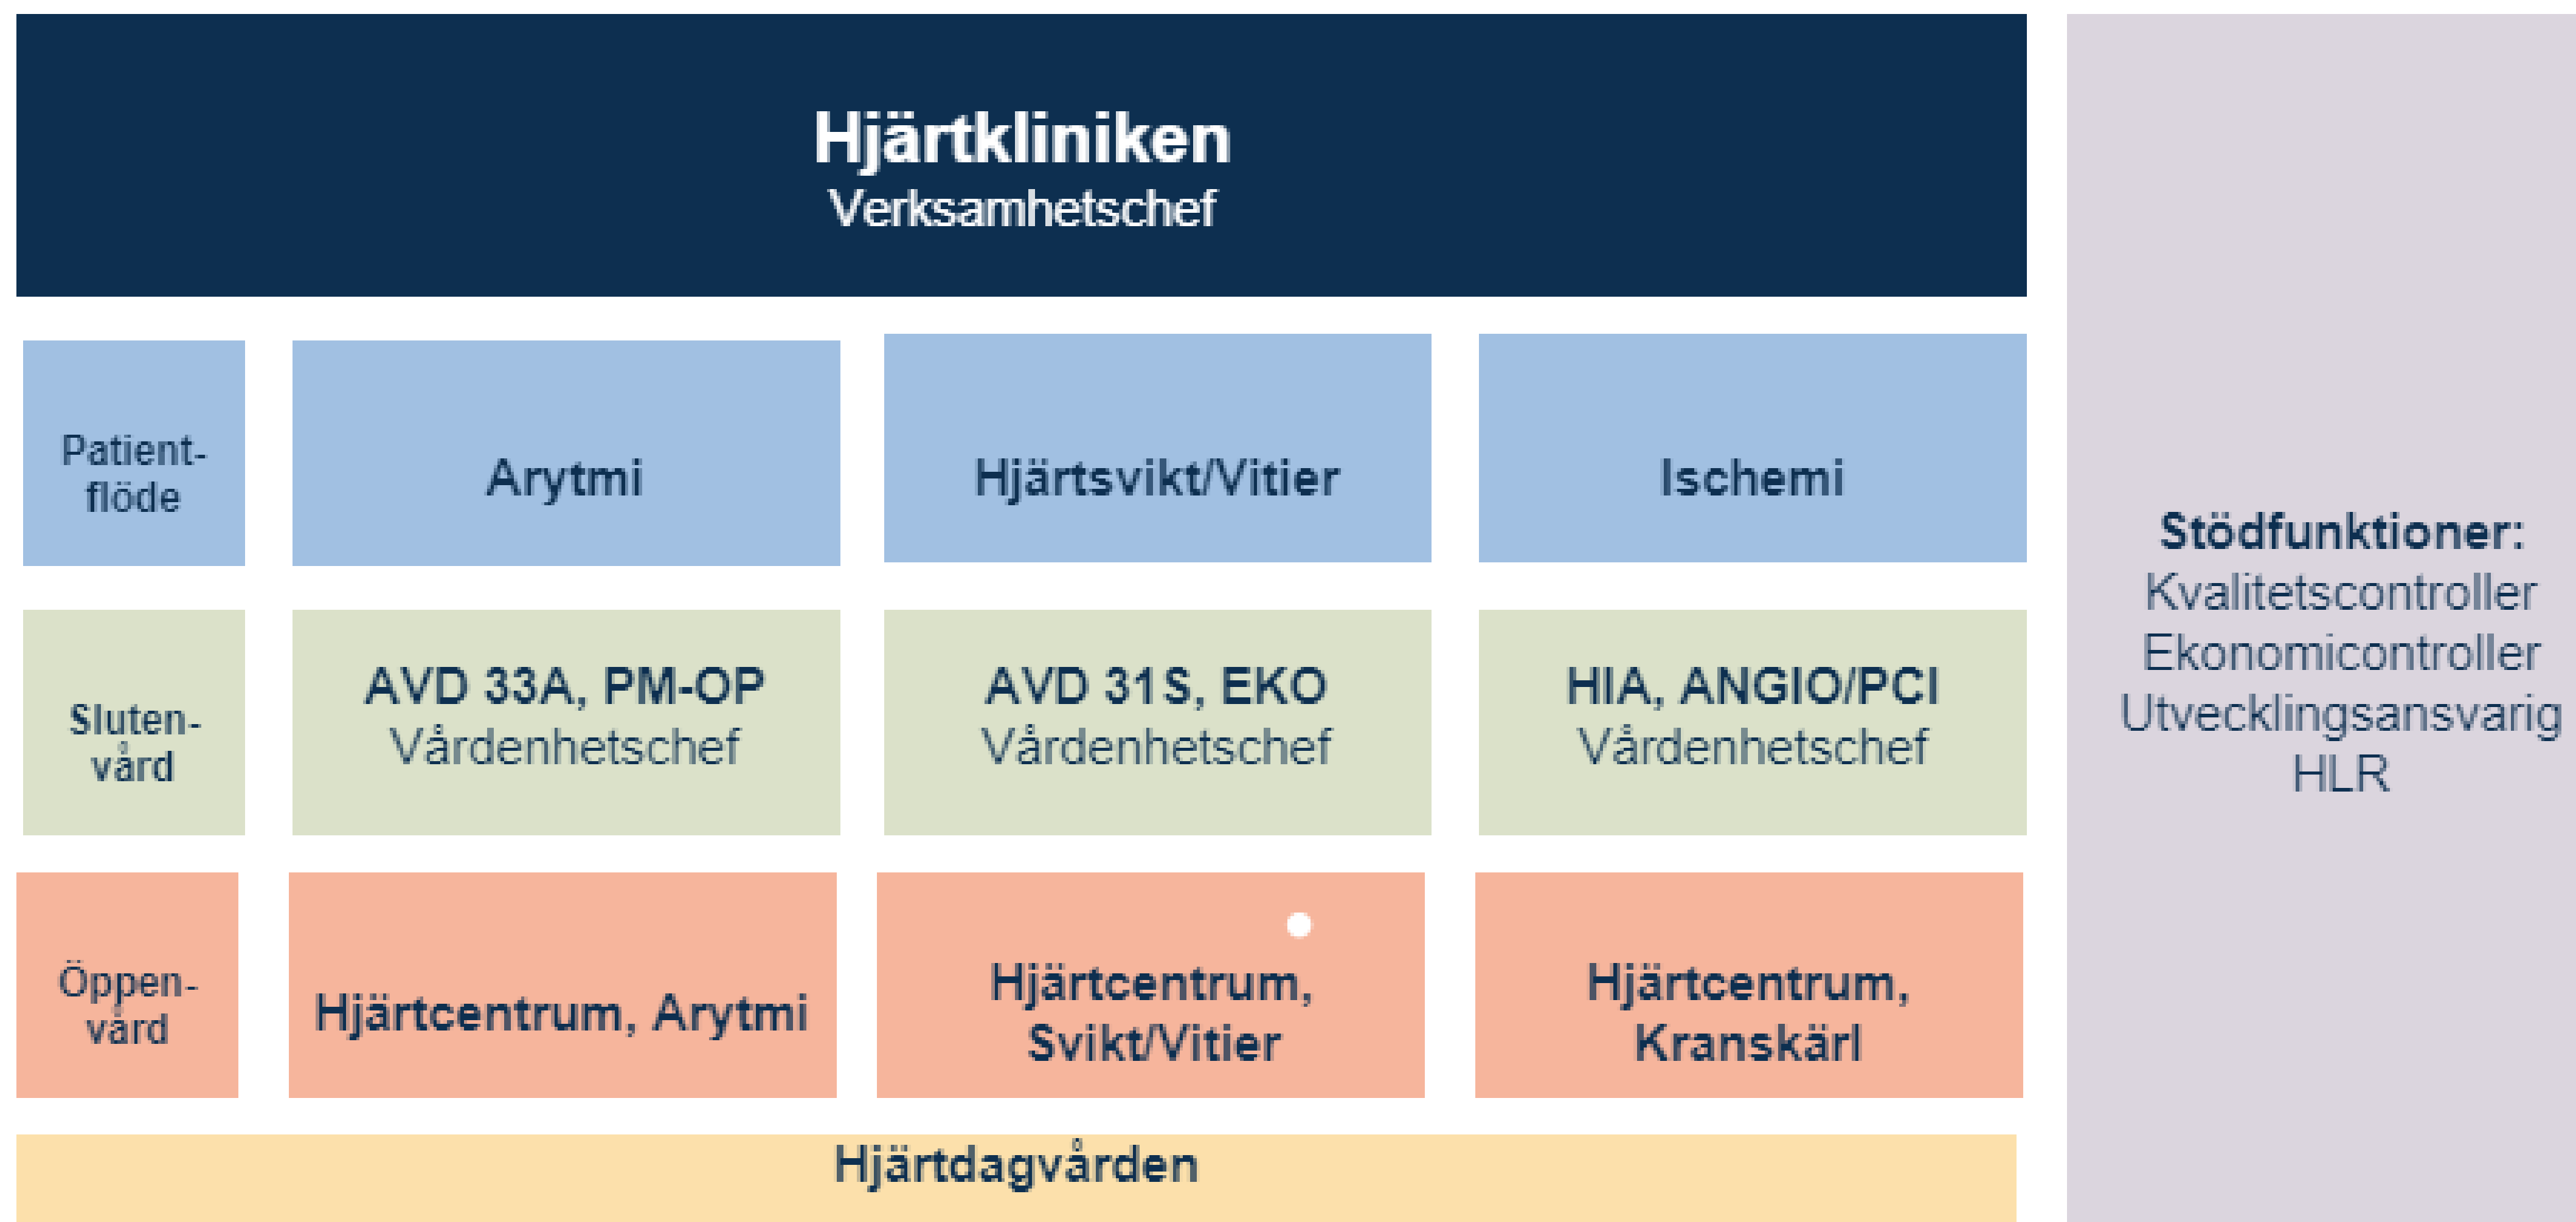 Hjärtkliniken
Verksamhetschef
Patient-
flöde
Arytmi
Hjärtsvikt/Vitier
Ischemi
Sluten-
vård
AVD 33A, PM-OP
Vårdenhetschef
AVD 31S, EKO
Vårdenhetschef
HIA, ANGIO/PCI
Vårdenhetschef
Öppen-
vård
Hjärtcentrum, Arytmi
Hjärtcentrum,
Svikt/Vitier
Hjärtcentrum,
Kranskärl
Hjärtdagvården
Stödfunktioner:
Kvalitetscontroller
Ekonomicontroller
Utvecklingsansvarig
HLR